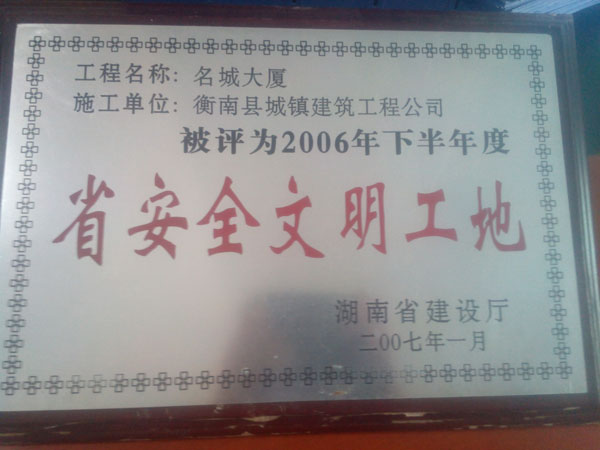 工程名称：名城大厦
施工单位：衡南县城镇建筑工程公司
被评为2006年下半年度
省安全文明工地
湖南省建设厅
二00七年一月